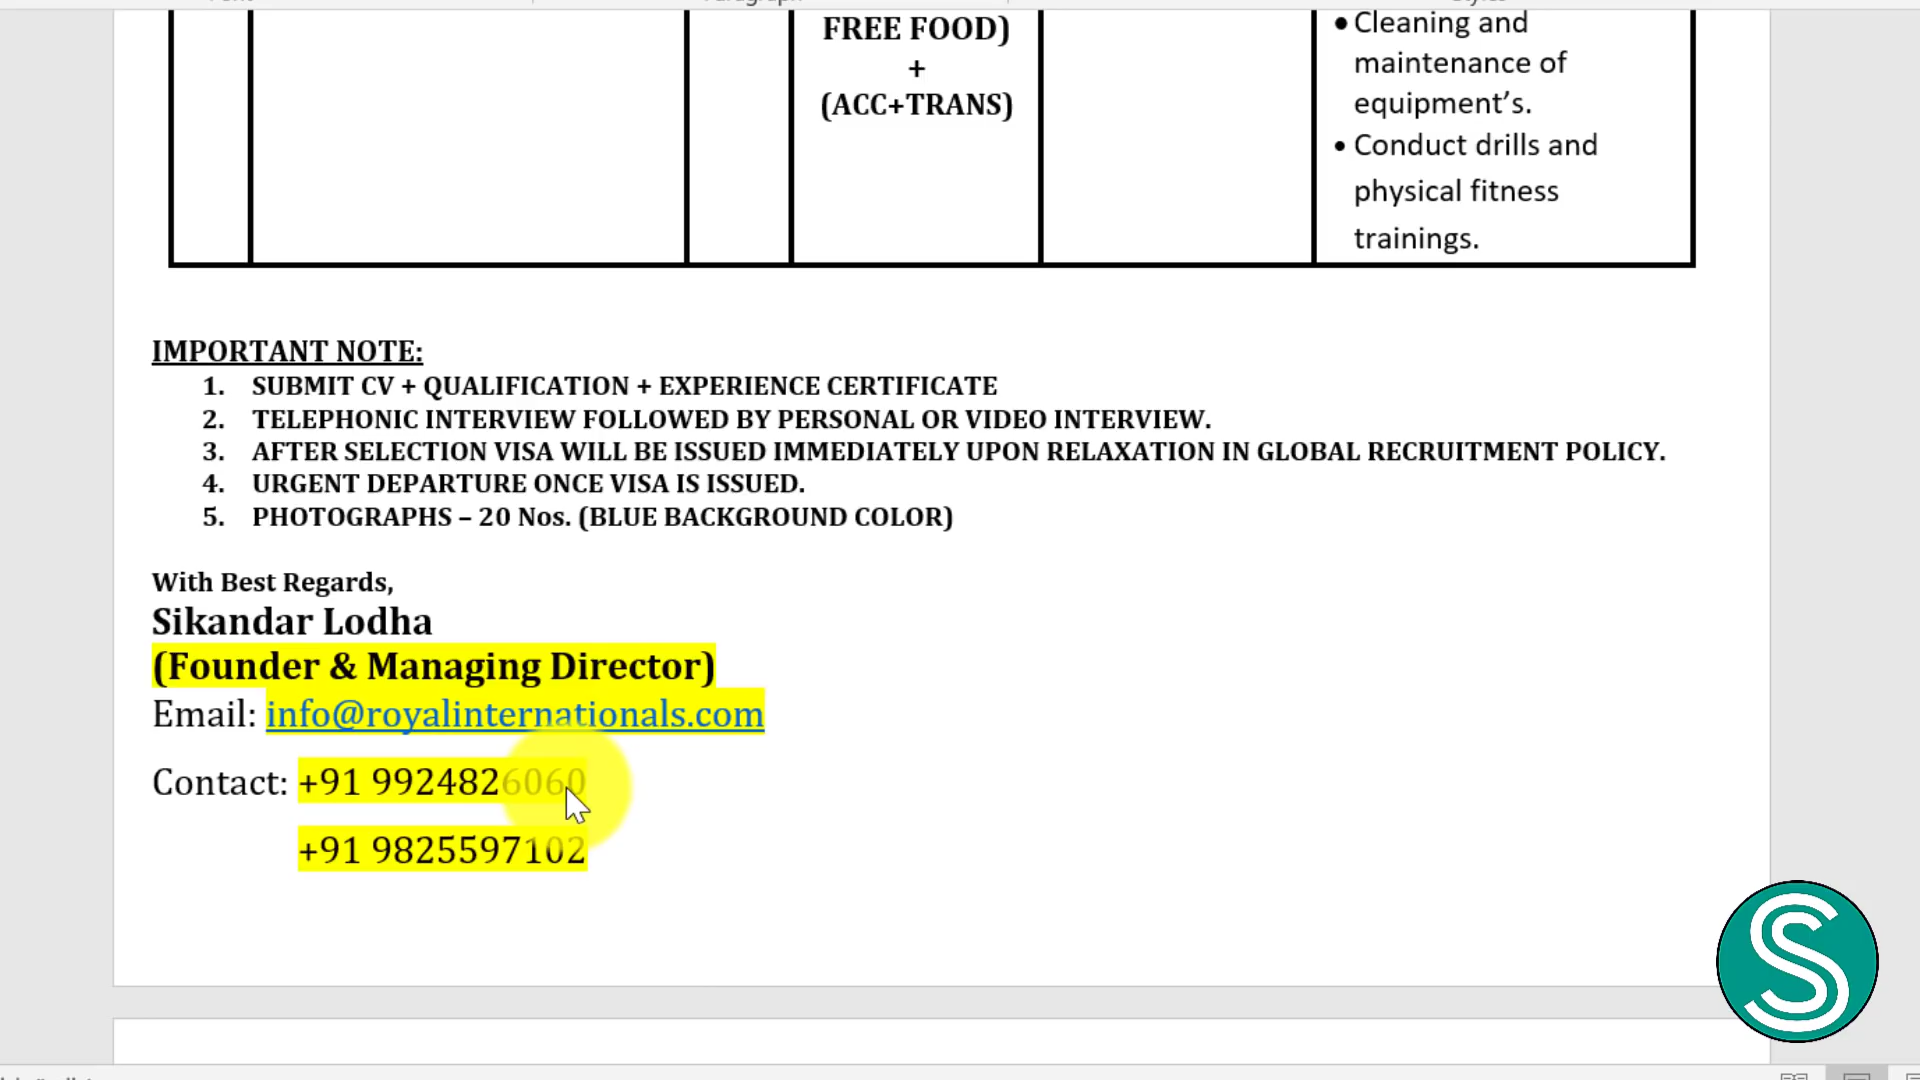 FREE FOOD)
+
(ACC+TRANS)
• Cleaning and
maintenance of
equipment’s.
• Conduct drills and
physical fitness
trainings.
IMPORTANT NOTE:
1. SUBMIT CV + QUALIFICATION + EXPERIENCE CERTIFICATE
2. TELEPHONIC INTERVIEW FOLLOWED BY PERSONAL OR VIDEO INTERVIEW.
3. AFTER SELECTION VISA WILL BE ISSUED IMMEDIATELY UPON RELAXATION IN GLOBAL RECRUITMENT POLICY.
4. URGENT DEPARTURE ONCE VISA IS ISSUED.
5. PHOTOGRAPHS – 20 Nos. (BLUE BACKGROUND COLOR)
With Best Regards,
Sikandar Lodha
(Founder & Managing Director)
Email: info@royalinternationals.com
Contact: +91 9924826060
+91 9825597102
S